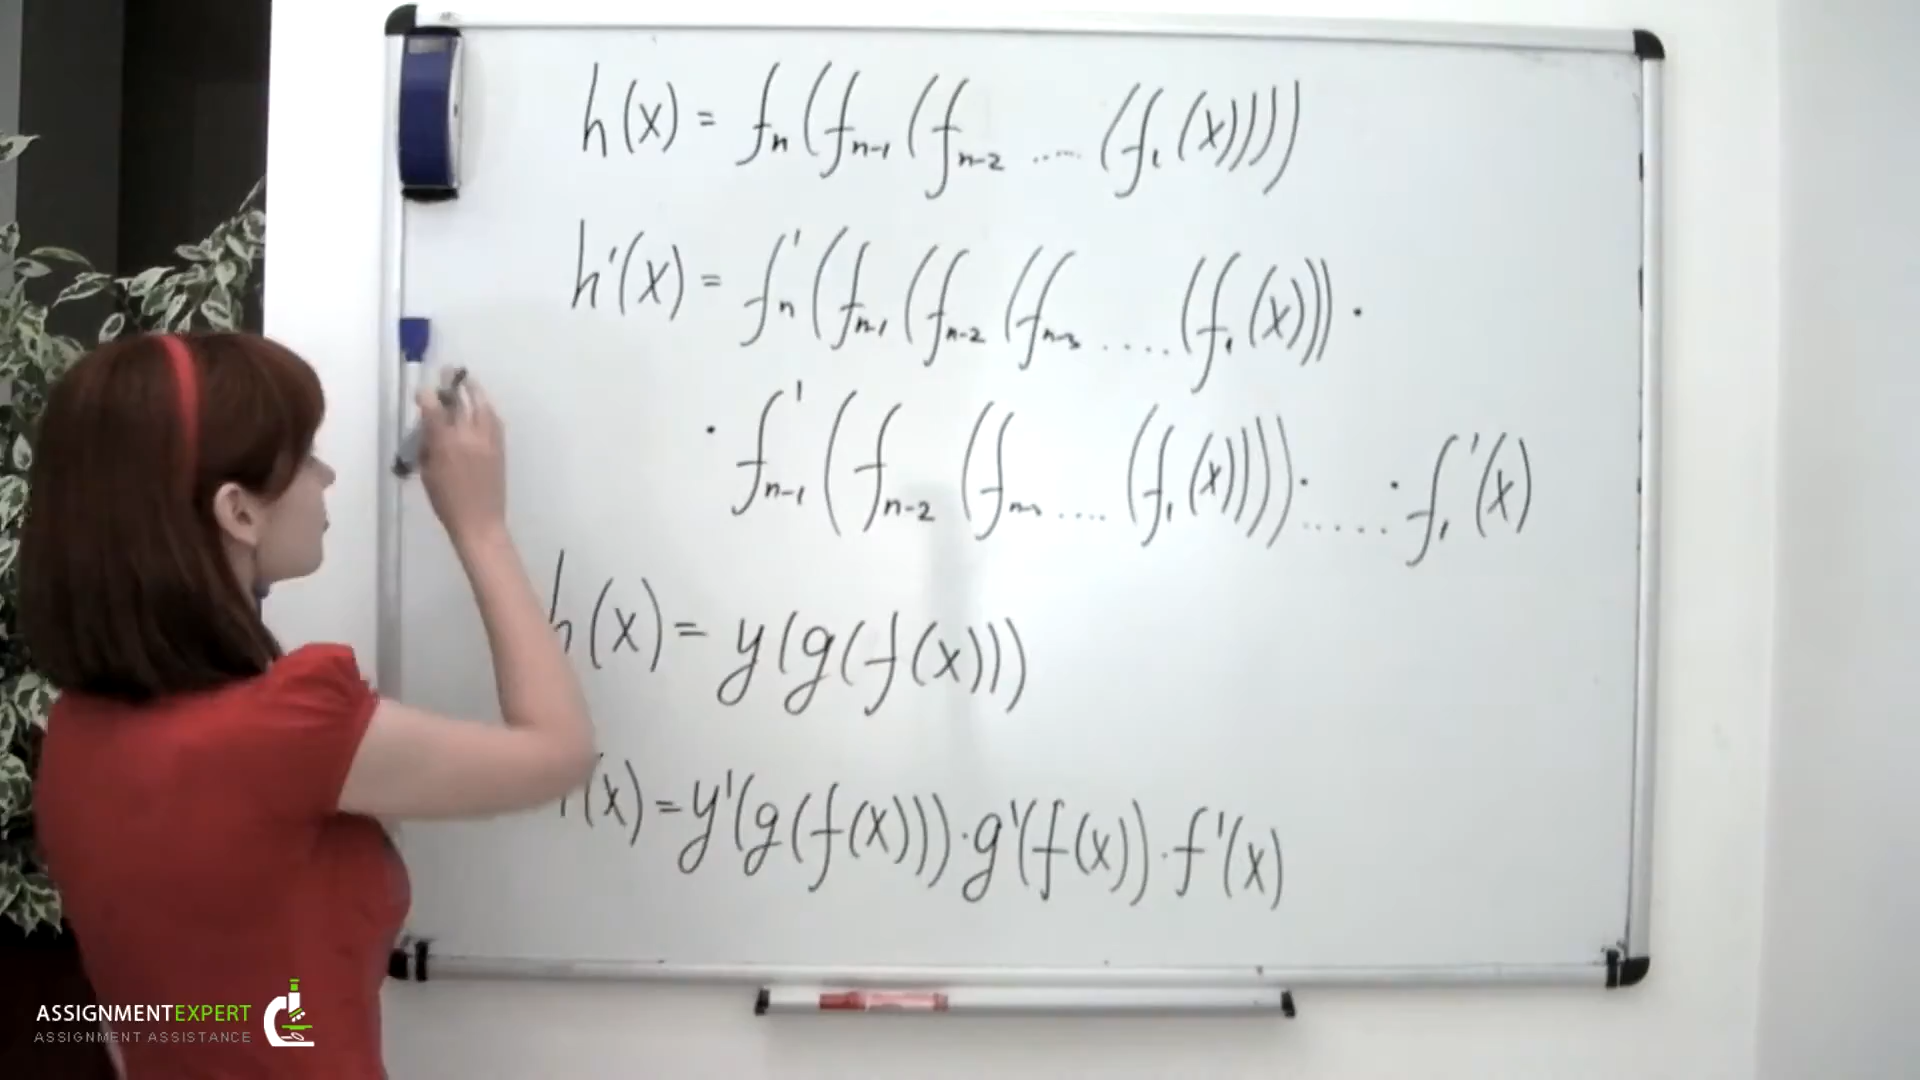 h(x) = fn(fn-1(fn-2 ..... (f1(x))))
h'(x) = f'n(fn-1(fn-2(fn-3 .... (f1(x))) ·
· f'n-1(fn-2(fn-3 .... (f1(x)))) · ..... · f1'(x)
h(x) = y(g(f(x)))
h'(x) = y'(g(f(x))) · g'(f(x)) · f'(x)
ASSIGNMENTEXPERT
ASSIGNMENT ASSISTANCE